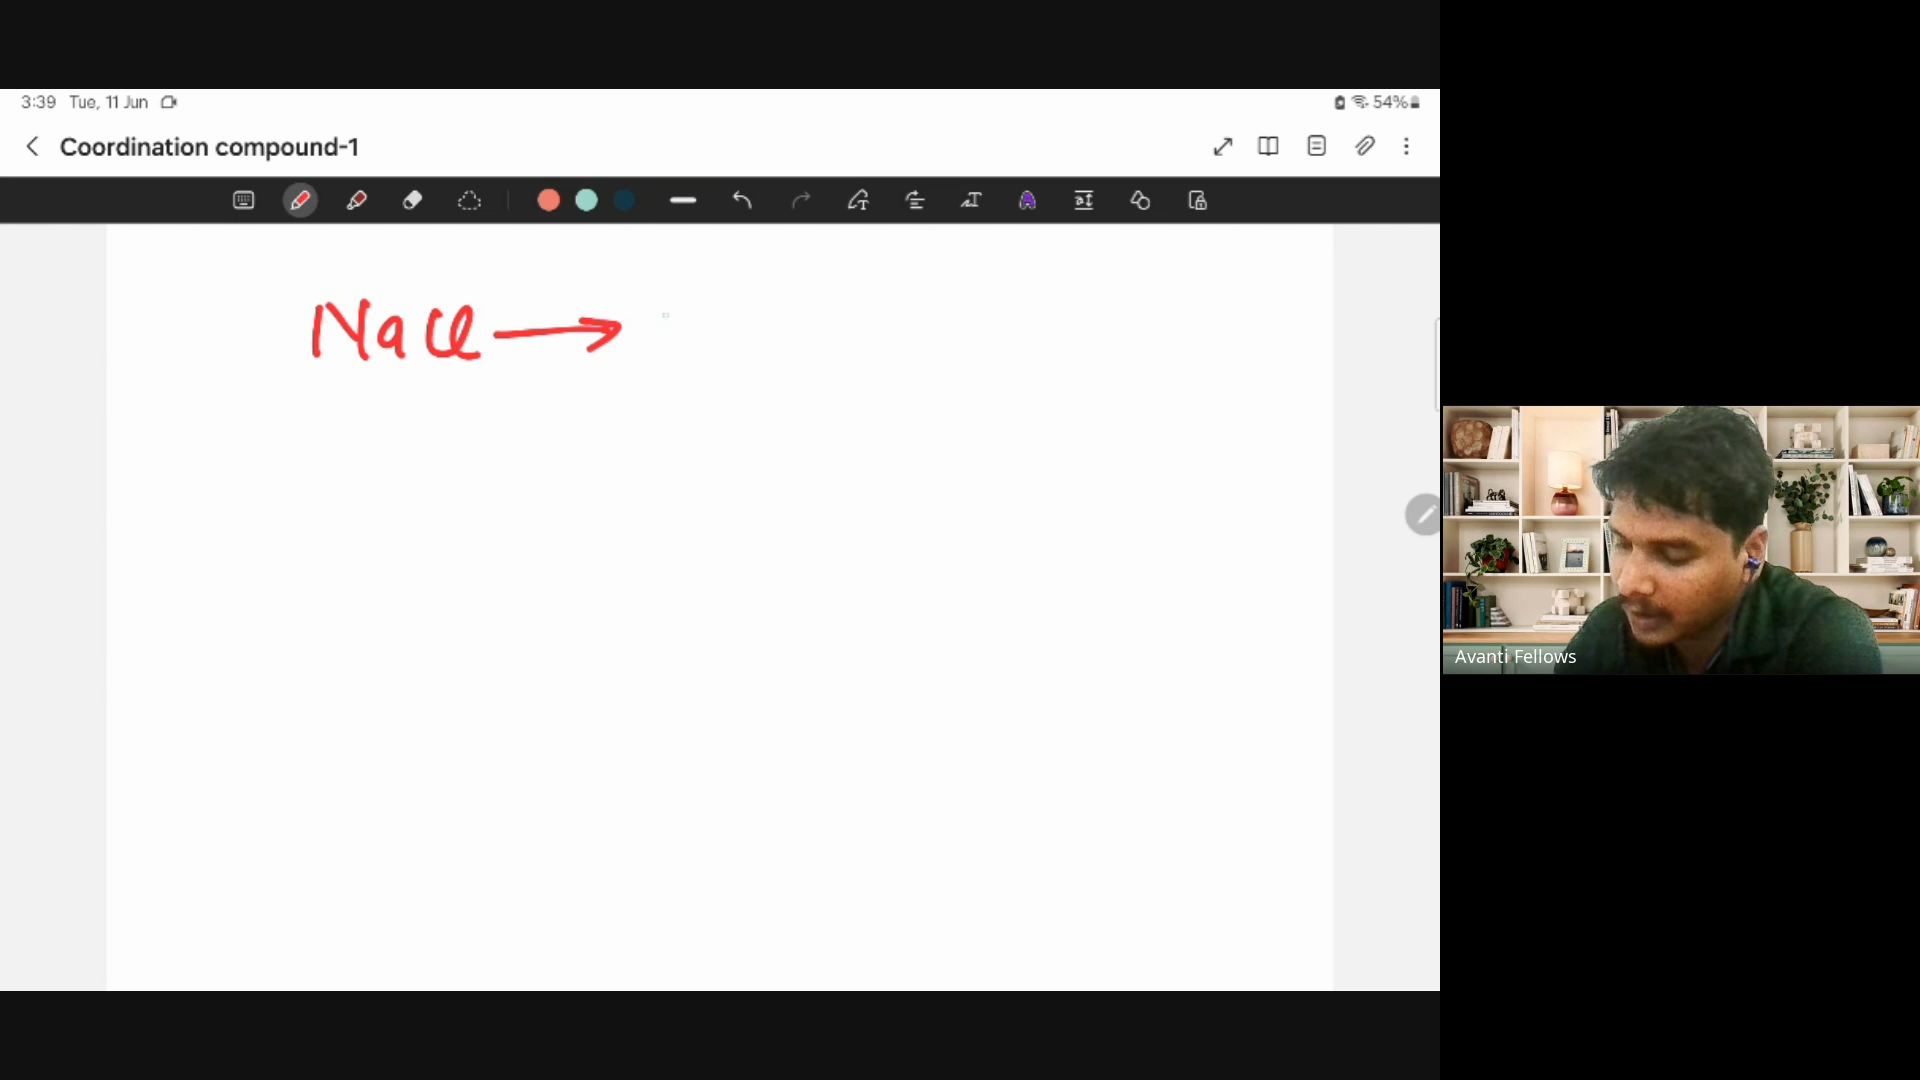 3:39 Tue, 11 Jun 54%
Coordination compound-1
NaCl →
Avanti Fellows